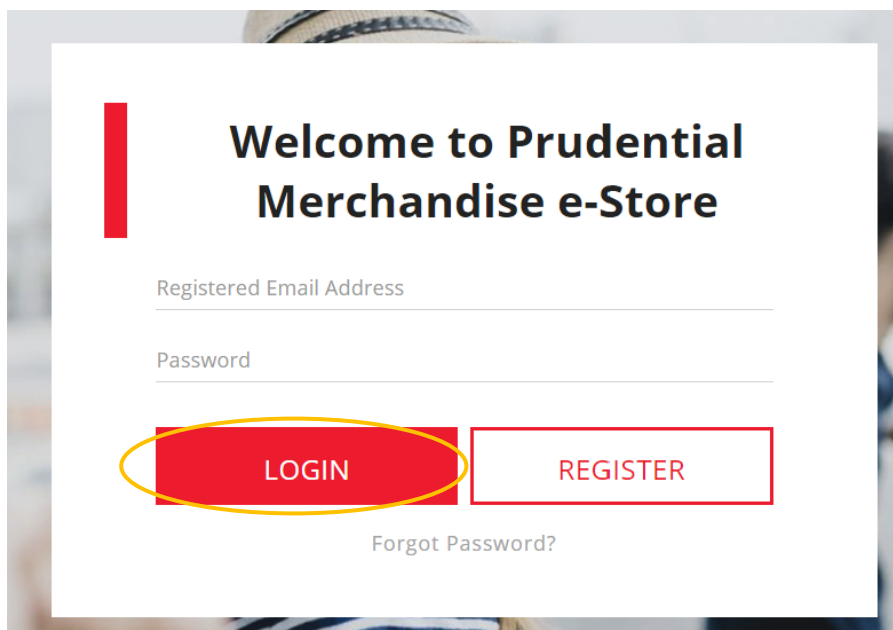 Welcome to Prudential
Merchandise e-Store
Registered Email Address
Password
LOGIN
REGISTER
Forgot Password?